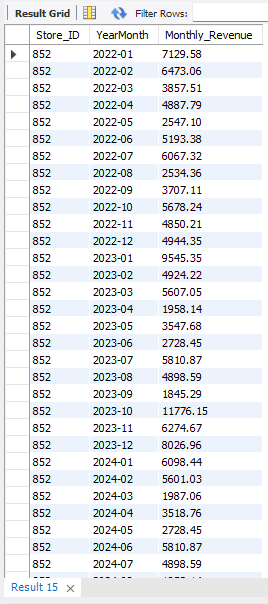 Result Grid Filter Rows:
Store_ID YearMonth Monthly_Revenue
852 2022-01 7129.58
852 2022-02 6473.06
852 2022-03 3857.51
852 2022-04 4887.79
852 2022-05 2547.10
852 2022-06 5193.38
852 2022-07 6067.32
852 2022-08 2534.36
852 2022-09 3707.11
852 2022-10 5678.24
852 2022-11 4850.21
852 2022-12 4944.35
852 2023-01 9545.35
852 2023-02 4924.22
852 2023-03 5607.05
852 2023-04 1958.14
852 2023-05 3547.68
852 2023-06 2728.45
852 2023-07 5810.87
852 2023-08 4898.59
852 2023-09 1845.29
852 2023-10 11776.15
852 2023-11 6274.67
852 2023-12 8026.96
852 2024-01 6098.44
852 2024-02 5601.03
852 2024-03 1987.06
852 2024-04 3518.76
852 2024-05 2728.45
852 2024-06 5810.87
852 2024-07 4898.59
Result 15